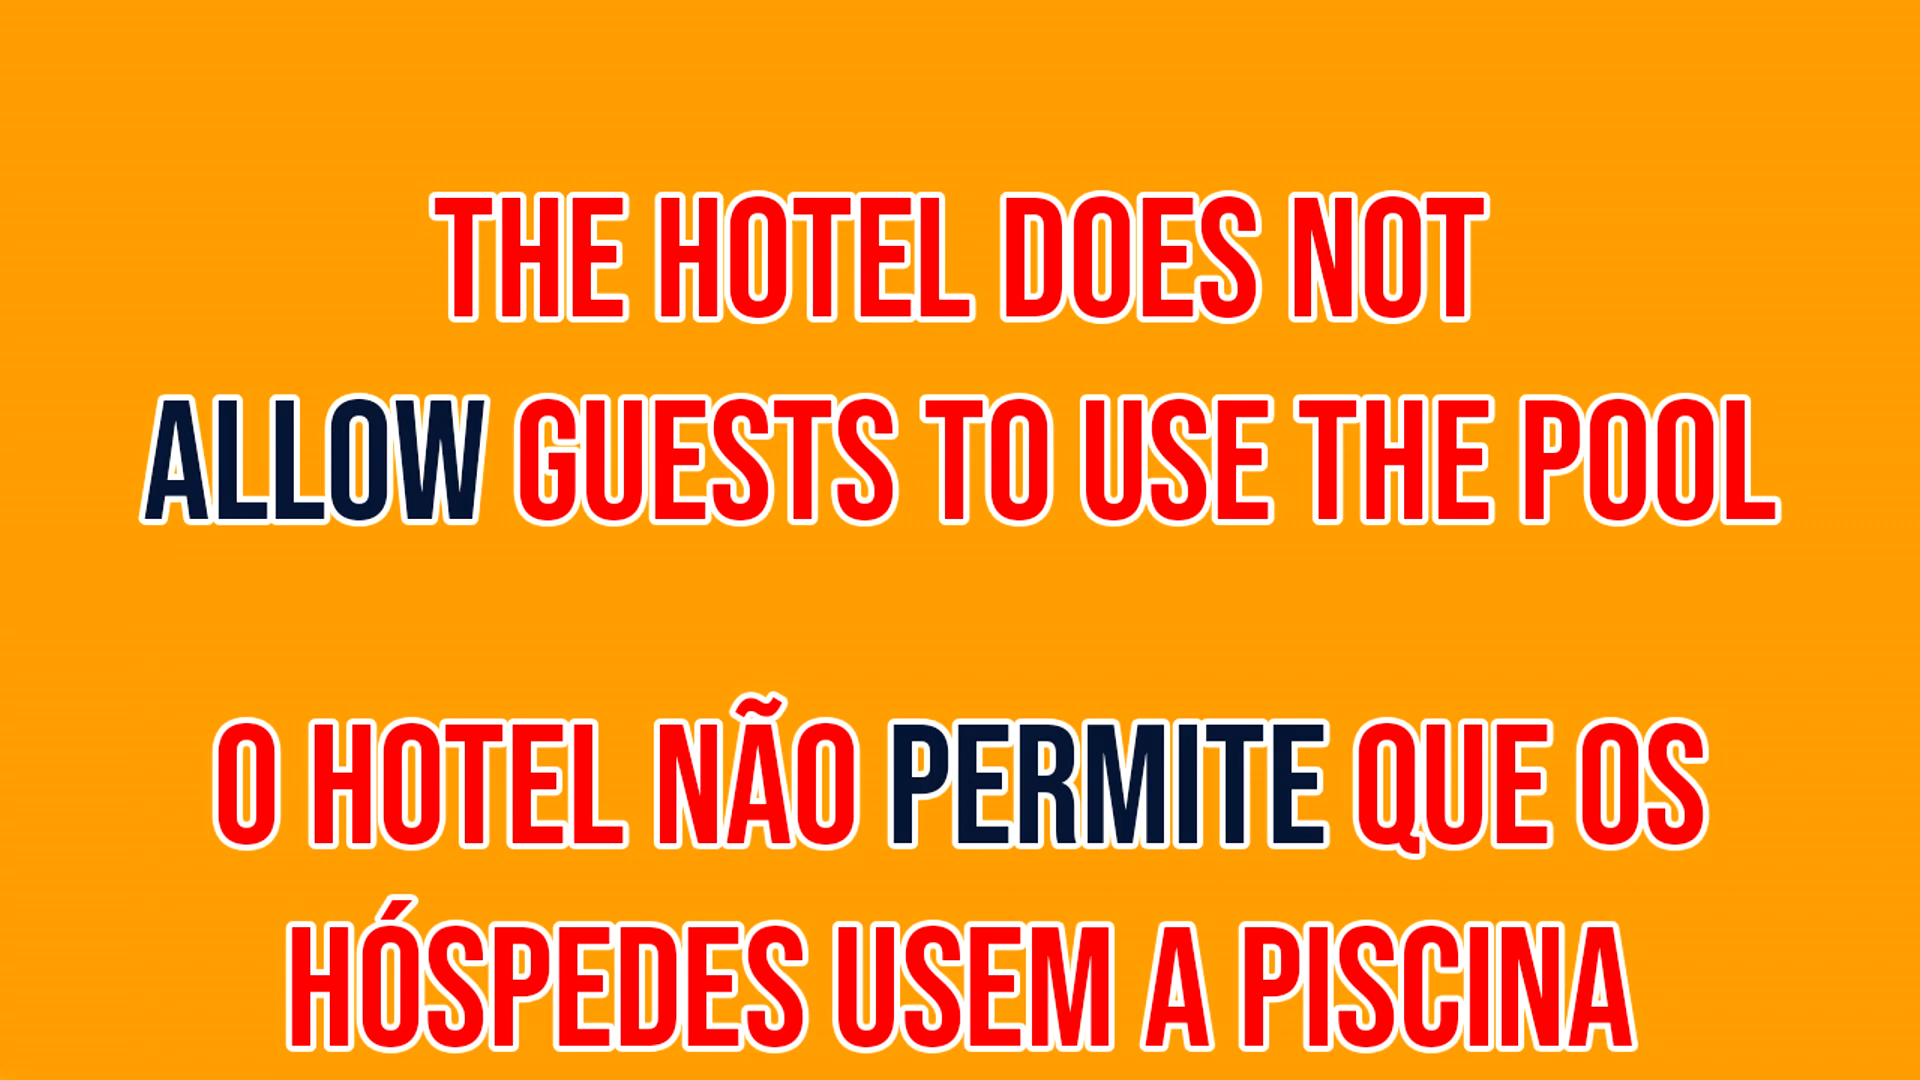 THE HOTEL DOES NOT
ALLOW GUESTS TO USE THE POOL
O HOTEL NÃO PERMITE QUE OS
HÓSPEDES USEM A PISCINA